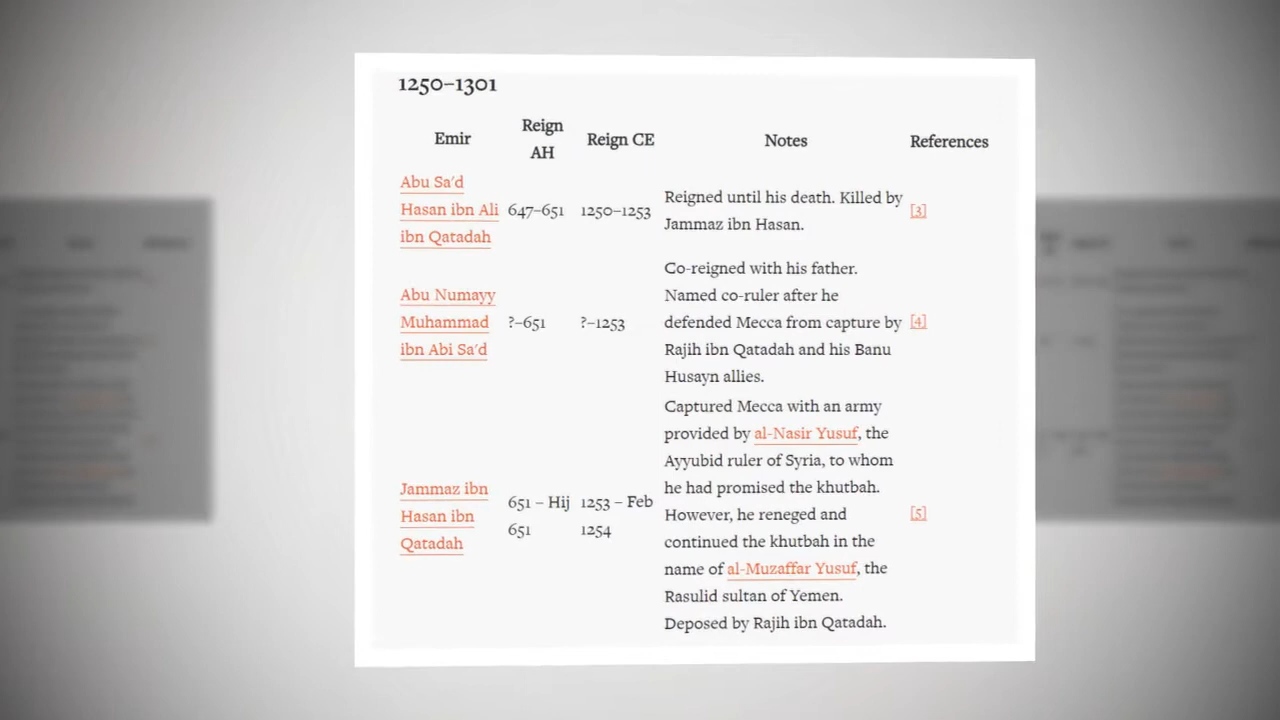 1250–1301
Emir
Reign
AH
Reign CE
Notes
References
Abu Sa'd
Hasan ibn Ali
ibn Qatadah
647–651
1250–1253
Reigned until his death. Killed by
Jammaz ibn Hasan.
[3]
Abu Numayy
Muhammad
ibn Abi Sa'd
?–651
?–1253
Co-reigned with his father.
Named co-ruler after he
defended Mecca from capture by
Rajih ibn Qatadah and his Banu
Husayn allies.
[4]
Jammaz ibn
Hasan ibn
Qatadah
651 – Hij
651
1253 – Feb
1254
Captured Mecca with an army
provided by al-Nasir Yusuf, the
Ayyubid ruler of Syria, to whom
he had promised the khutbah.
However, he reneged and
continued the khutbah in the
name of al-Muzaffar Yusuf, the
Rasulid sultan of Yemen.
Deposed by Rajih ibn Qatadah.
[5]